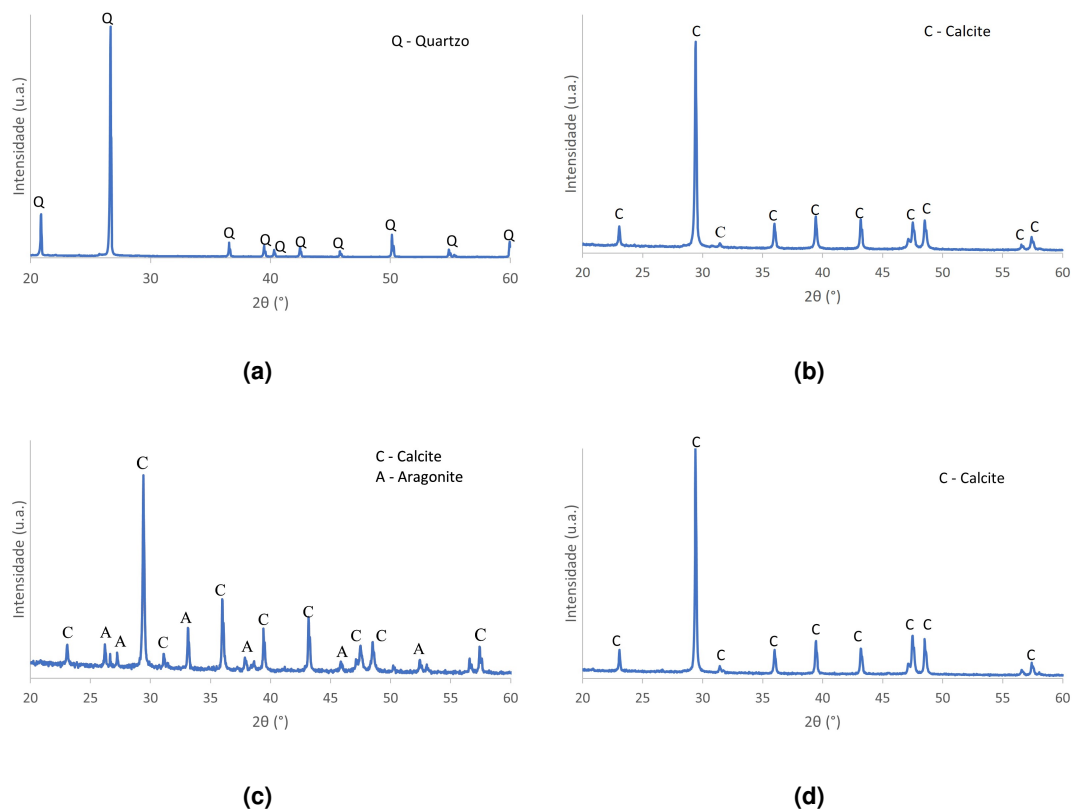 Q - Quartzo
Intensidade (u.a.)
Q Q Q Q Q Q Q Q Q Q
20 30 40 50 60
2θ (°)
(a)
C - Calcite
Intensidade (u.a.)
C C C C C C C C C C
20 25 30 35 40 45 50 55 60
2θ (°)
(b)
C - Calcite
A - Aragonite
Intensidade (u.a.)
C A A C C A C A C C A C C A C
20 25 30 35 40 45 50 55 60
2θ (°)
(c)
C - Calcite
Intensidade (u.a.)
C C C C C C C C C
20 25 30 35 40 45 50 55 60
2θ (°)
(d)